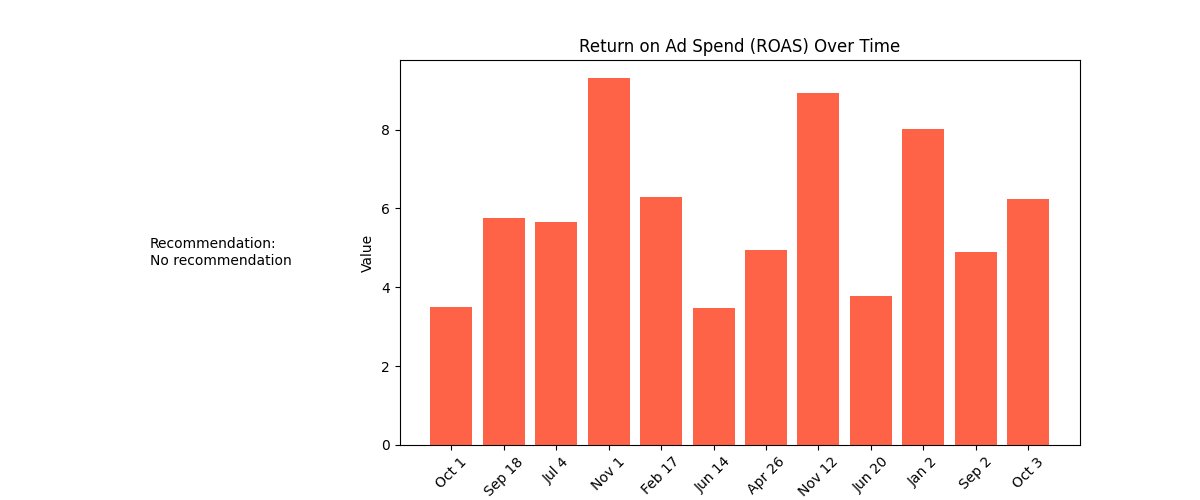 Return on Ad Spend (ROAS) Over Time
Recommendation:
No recommendation
Value
8
6
4
2
0
Oct 1
Sep 18
Jul 4
Nov 1
Feb 17
Jun 14
Apr 26
Nov 12
Jun 20
Jan 2
Sep 2
Oct 3